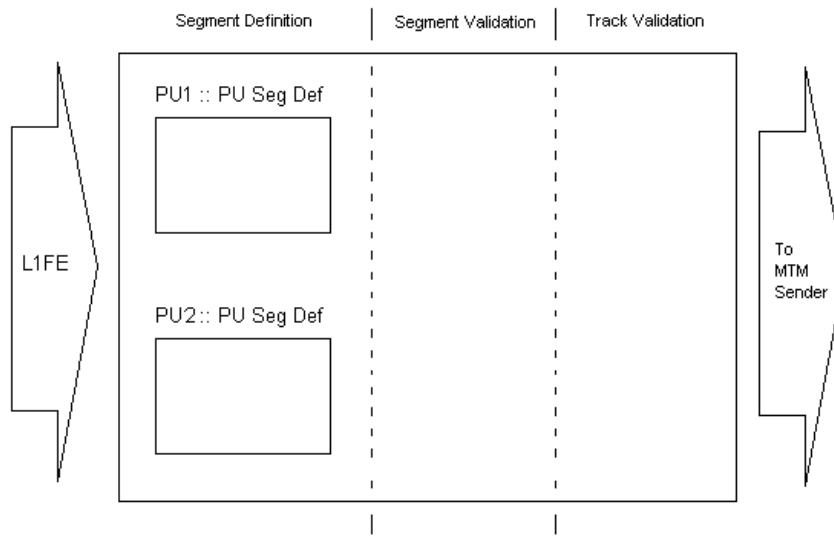 Segment Definition
Segment Validation
Track Validation
PU1 :: PU Seg Def
L1FE
PU2 :: PU Seg Def
To
MTM
Sender